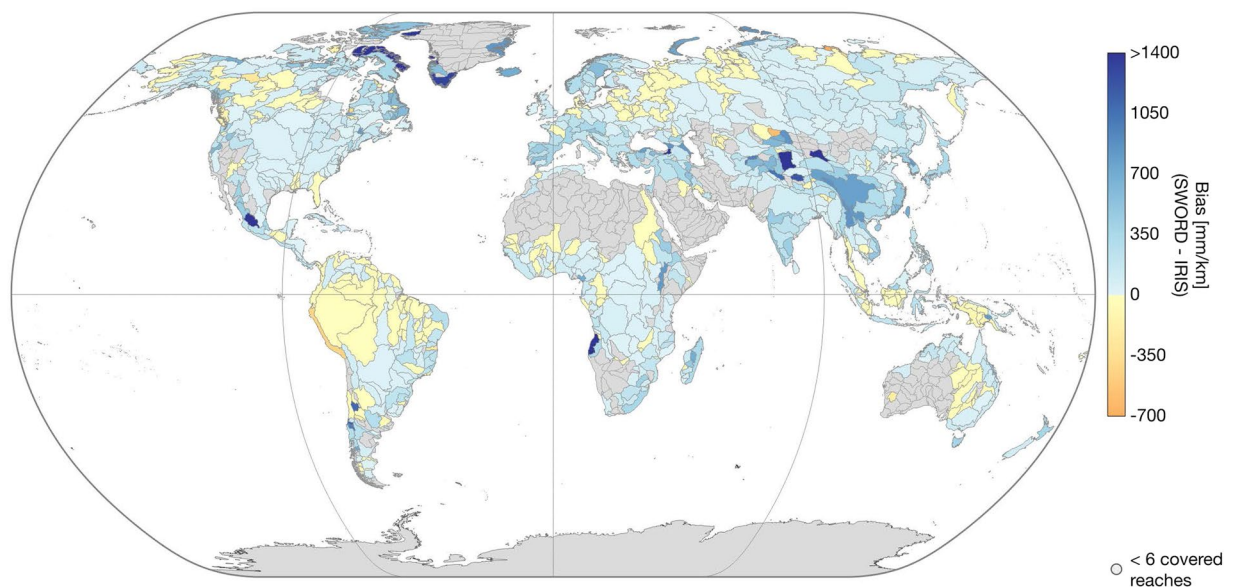 >1400
1050
700
350
0
-350
-700
Bias [mm/km]
(SWORD - IRIS)
< 6 covered
reaches